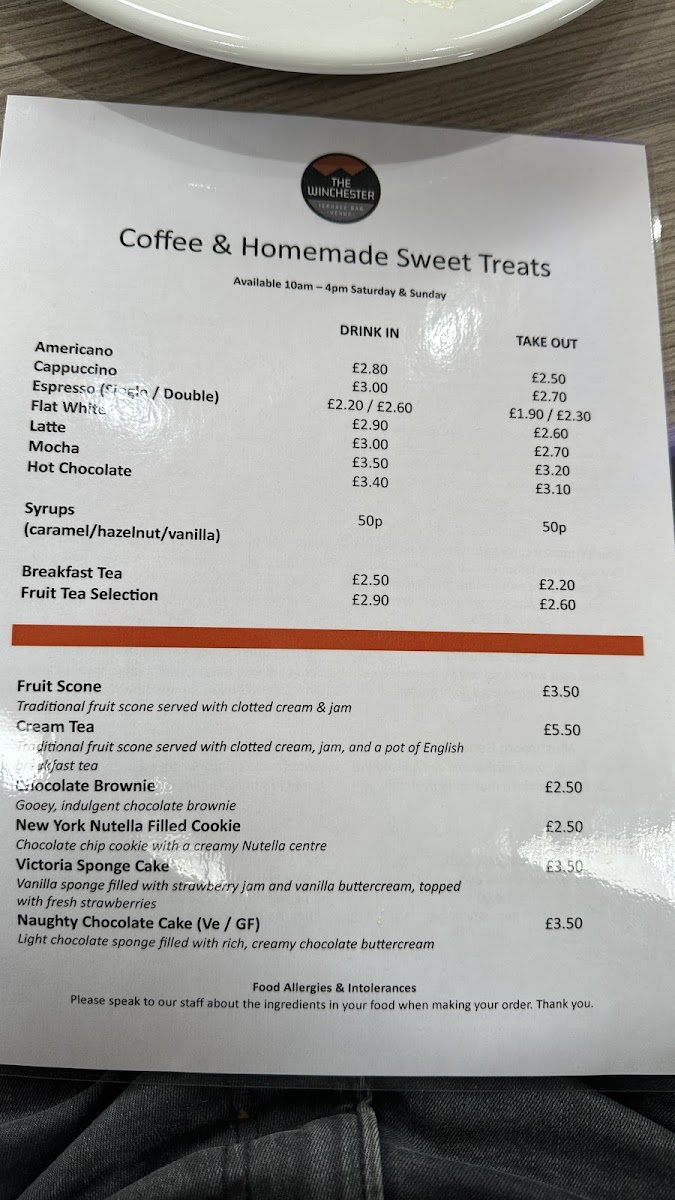 THE
WINCHESTER
TERRACE BAR
VENUE
Coffee & Homemade Sweet Treats
Available 10am – 4pm Saturday & Sunday
DRINK IN TAKE OUT
Americano £2.80 £2.50
Cappuccino £3.00 £2.70
Espresso (Single / Double) £2.20 / £2.60 £1.90 / £2.30
Flat White £2.90 £2.60
Latte £3.00 £2.70
Mocha £3.50 £3.20
Hot Chocolate £3.40 £3.10
Syrups
(caramel/hazelnut/vanilla) 50p 50p
Breakfast Tea £2.50 £2.20
Fruit Tea Selection £2.90 £2.60
Fruit Scone £3.50
Traditional fruit scone served with clotted cream & jam
Cream Tea £5.50
Traditional fruit scone served with clotted cream, jam, and a pot of English
breakfast tea
Chocolate Brownie £2.50
Gooey, indulgent chocolate brownie
New York Nutella Filled Cookie £2.50
Chocolate chip cookie with a creamy Nutella centre
Victoria Sponge Cake £3.50
Vanilla sponge filled with strawberry jam and vanilla buttercream, topped
with fresh strawberries
Naughty Chocolate Cake (Ve / GF) £3.50
Light chocolate sponge filled with rich, creamy chocolate buttercream
Food Allergies & Intolerances
Please speak to our staff about the ingredients in your food when making your order. Thank you.